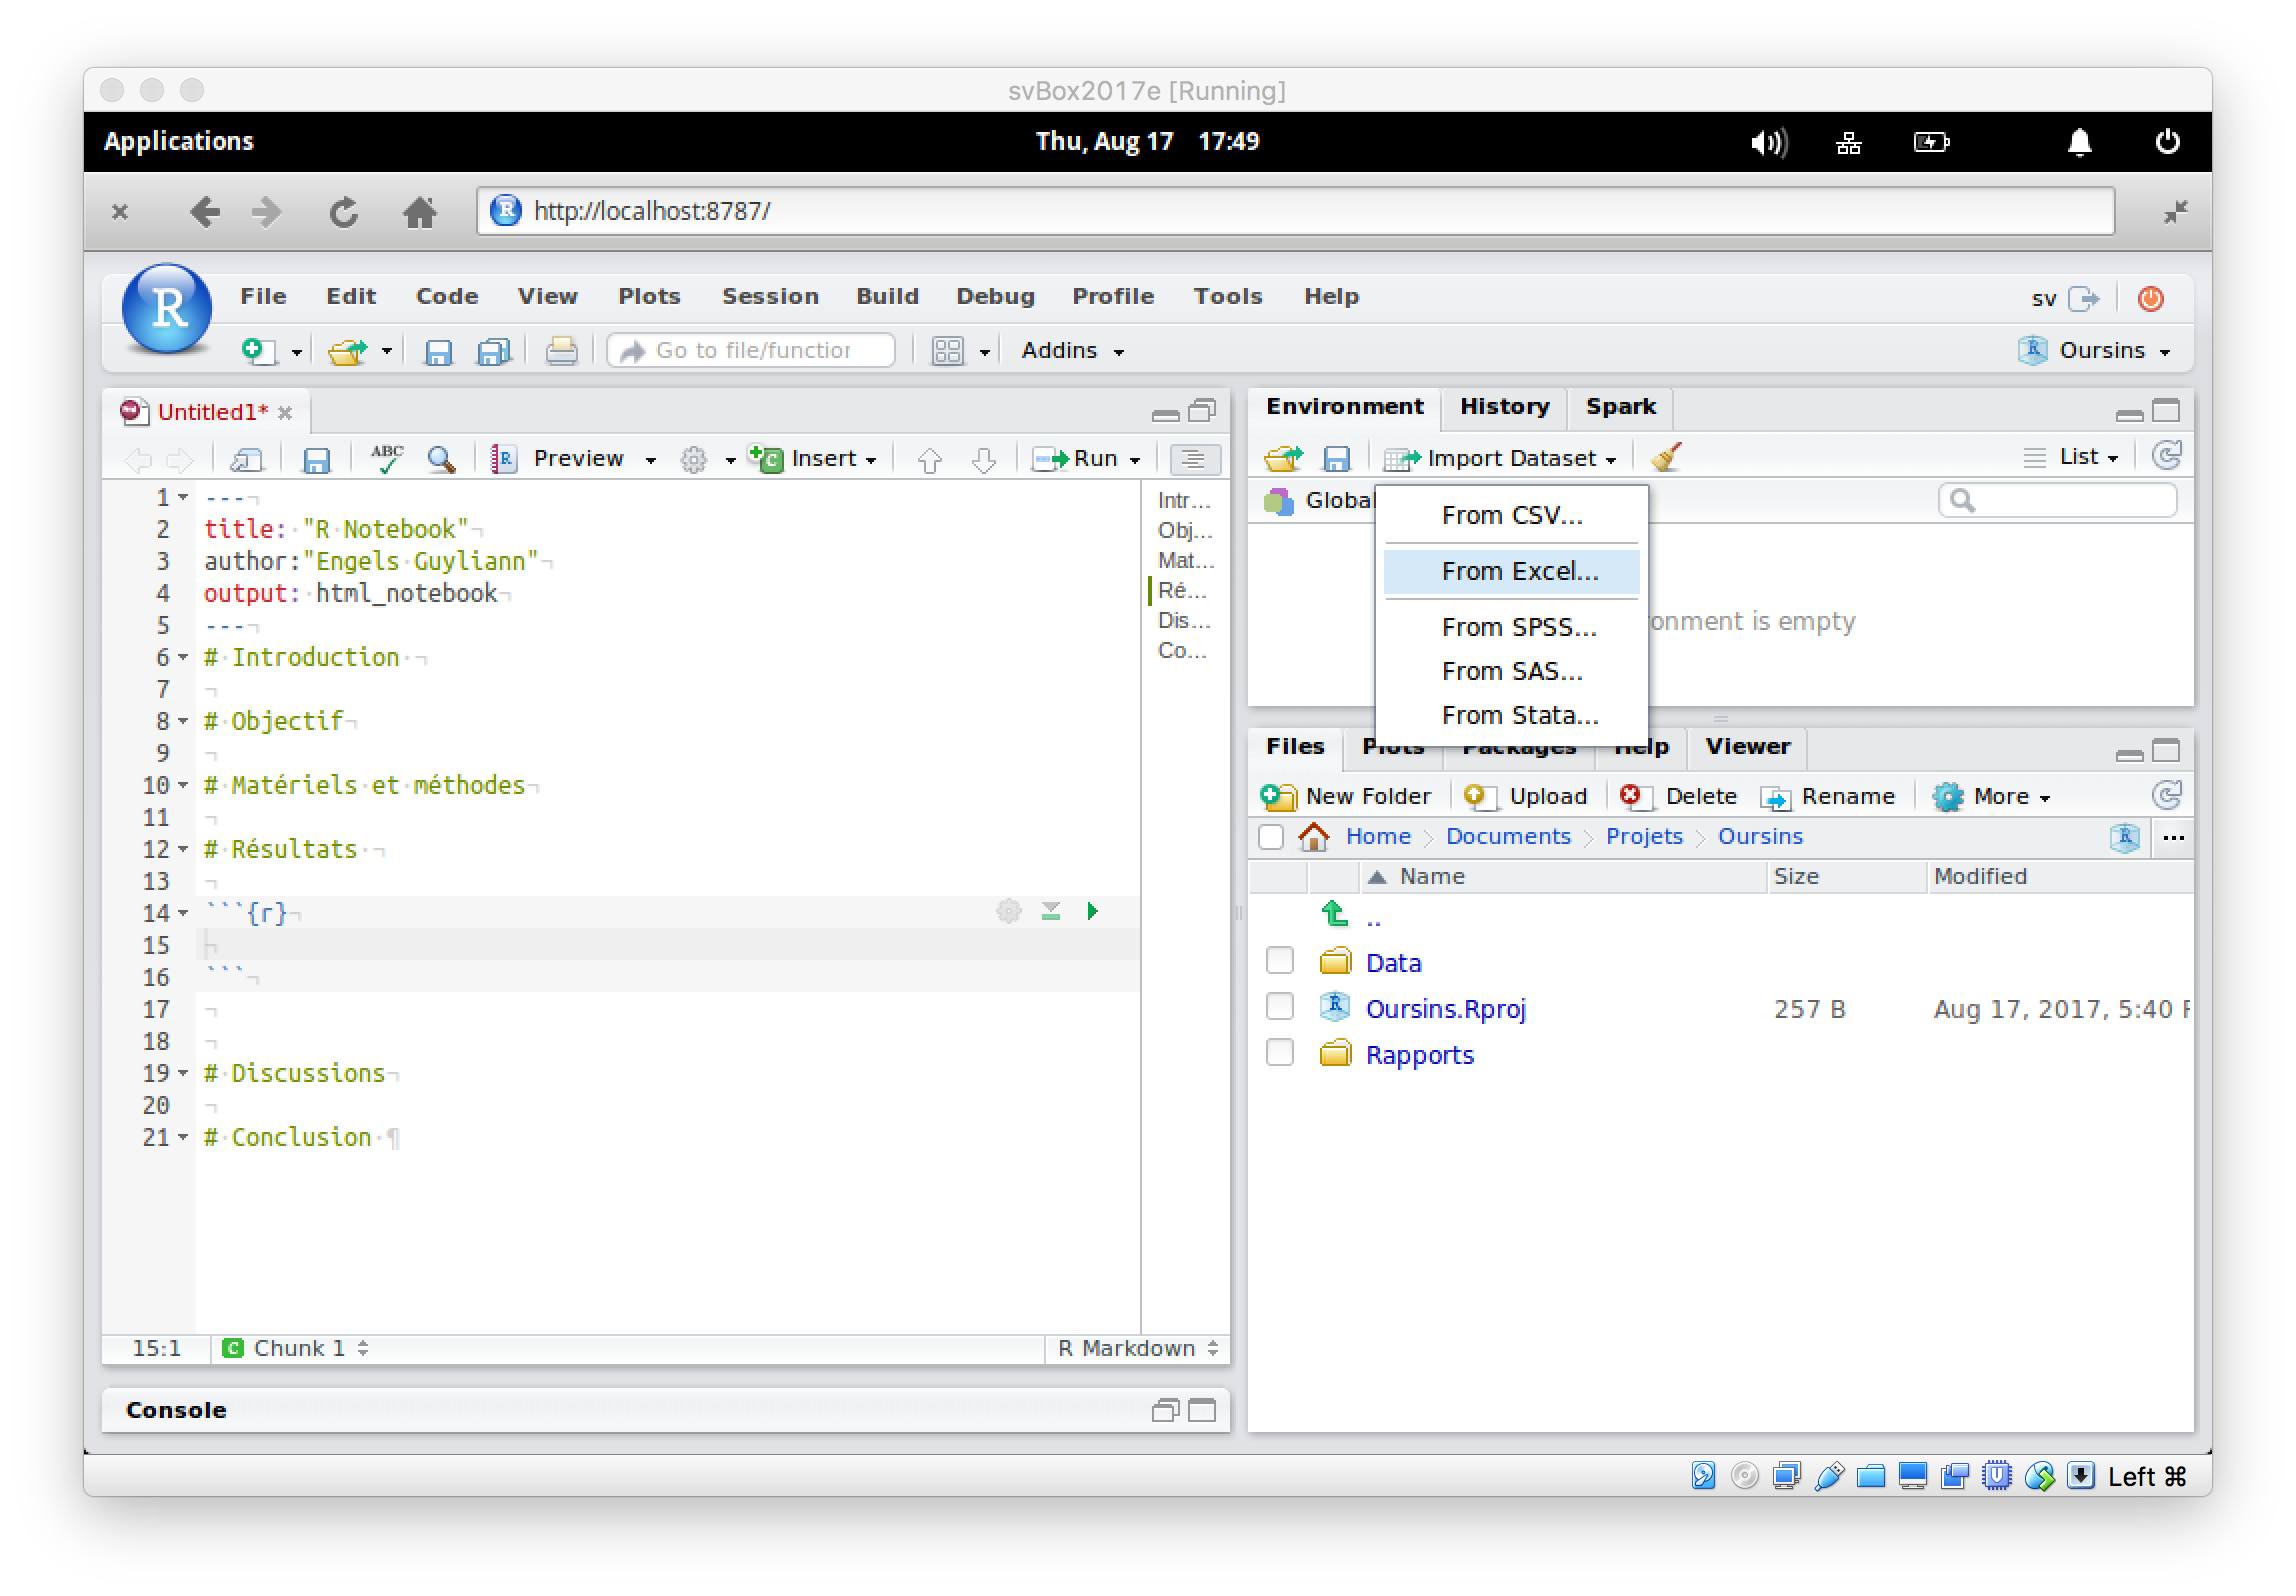 svBox2017e [Running]
Applications
Thu, Aug 17 17:49
http://localhost:8787/
R
File Edit Code View Plots Session Build Debug Profile Tools Help
sv
Go to file/function
Addins
Oursins
Untitled1*
ABC
Preview
Insert
Run
1 ---
2 title: "R Notebook"
3 author:"Engels Guyliann"
4 output: html_notebook
5 ---
6 # Introduction
7
8 # Objectif
9
10 # Matériels et méthodes
11
12 # Résultats
13
14 ```{r}
15
16 ```
17
18
19 # Discussions
20
21 # Conclusion
Intr...
Obj...
Mat...
Ré...
Dis...
Co...
15:1
Chunk 1
R Markdown
Console
Environment History Spark
Import Dataset
List
Global
From CSV...
From Excel...
From SPSS...
From SAS...
From Stata...
onment is empty
Files Plots Packages Help Viewer
New Folder Upload Delete Rename More
Home Documents Projets Oursins
...
Name Size Modified
..
Data
Oursins.Rproj 257 B Aug 17, 2017, 5:40 P
Rapports
Left ⌘